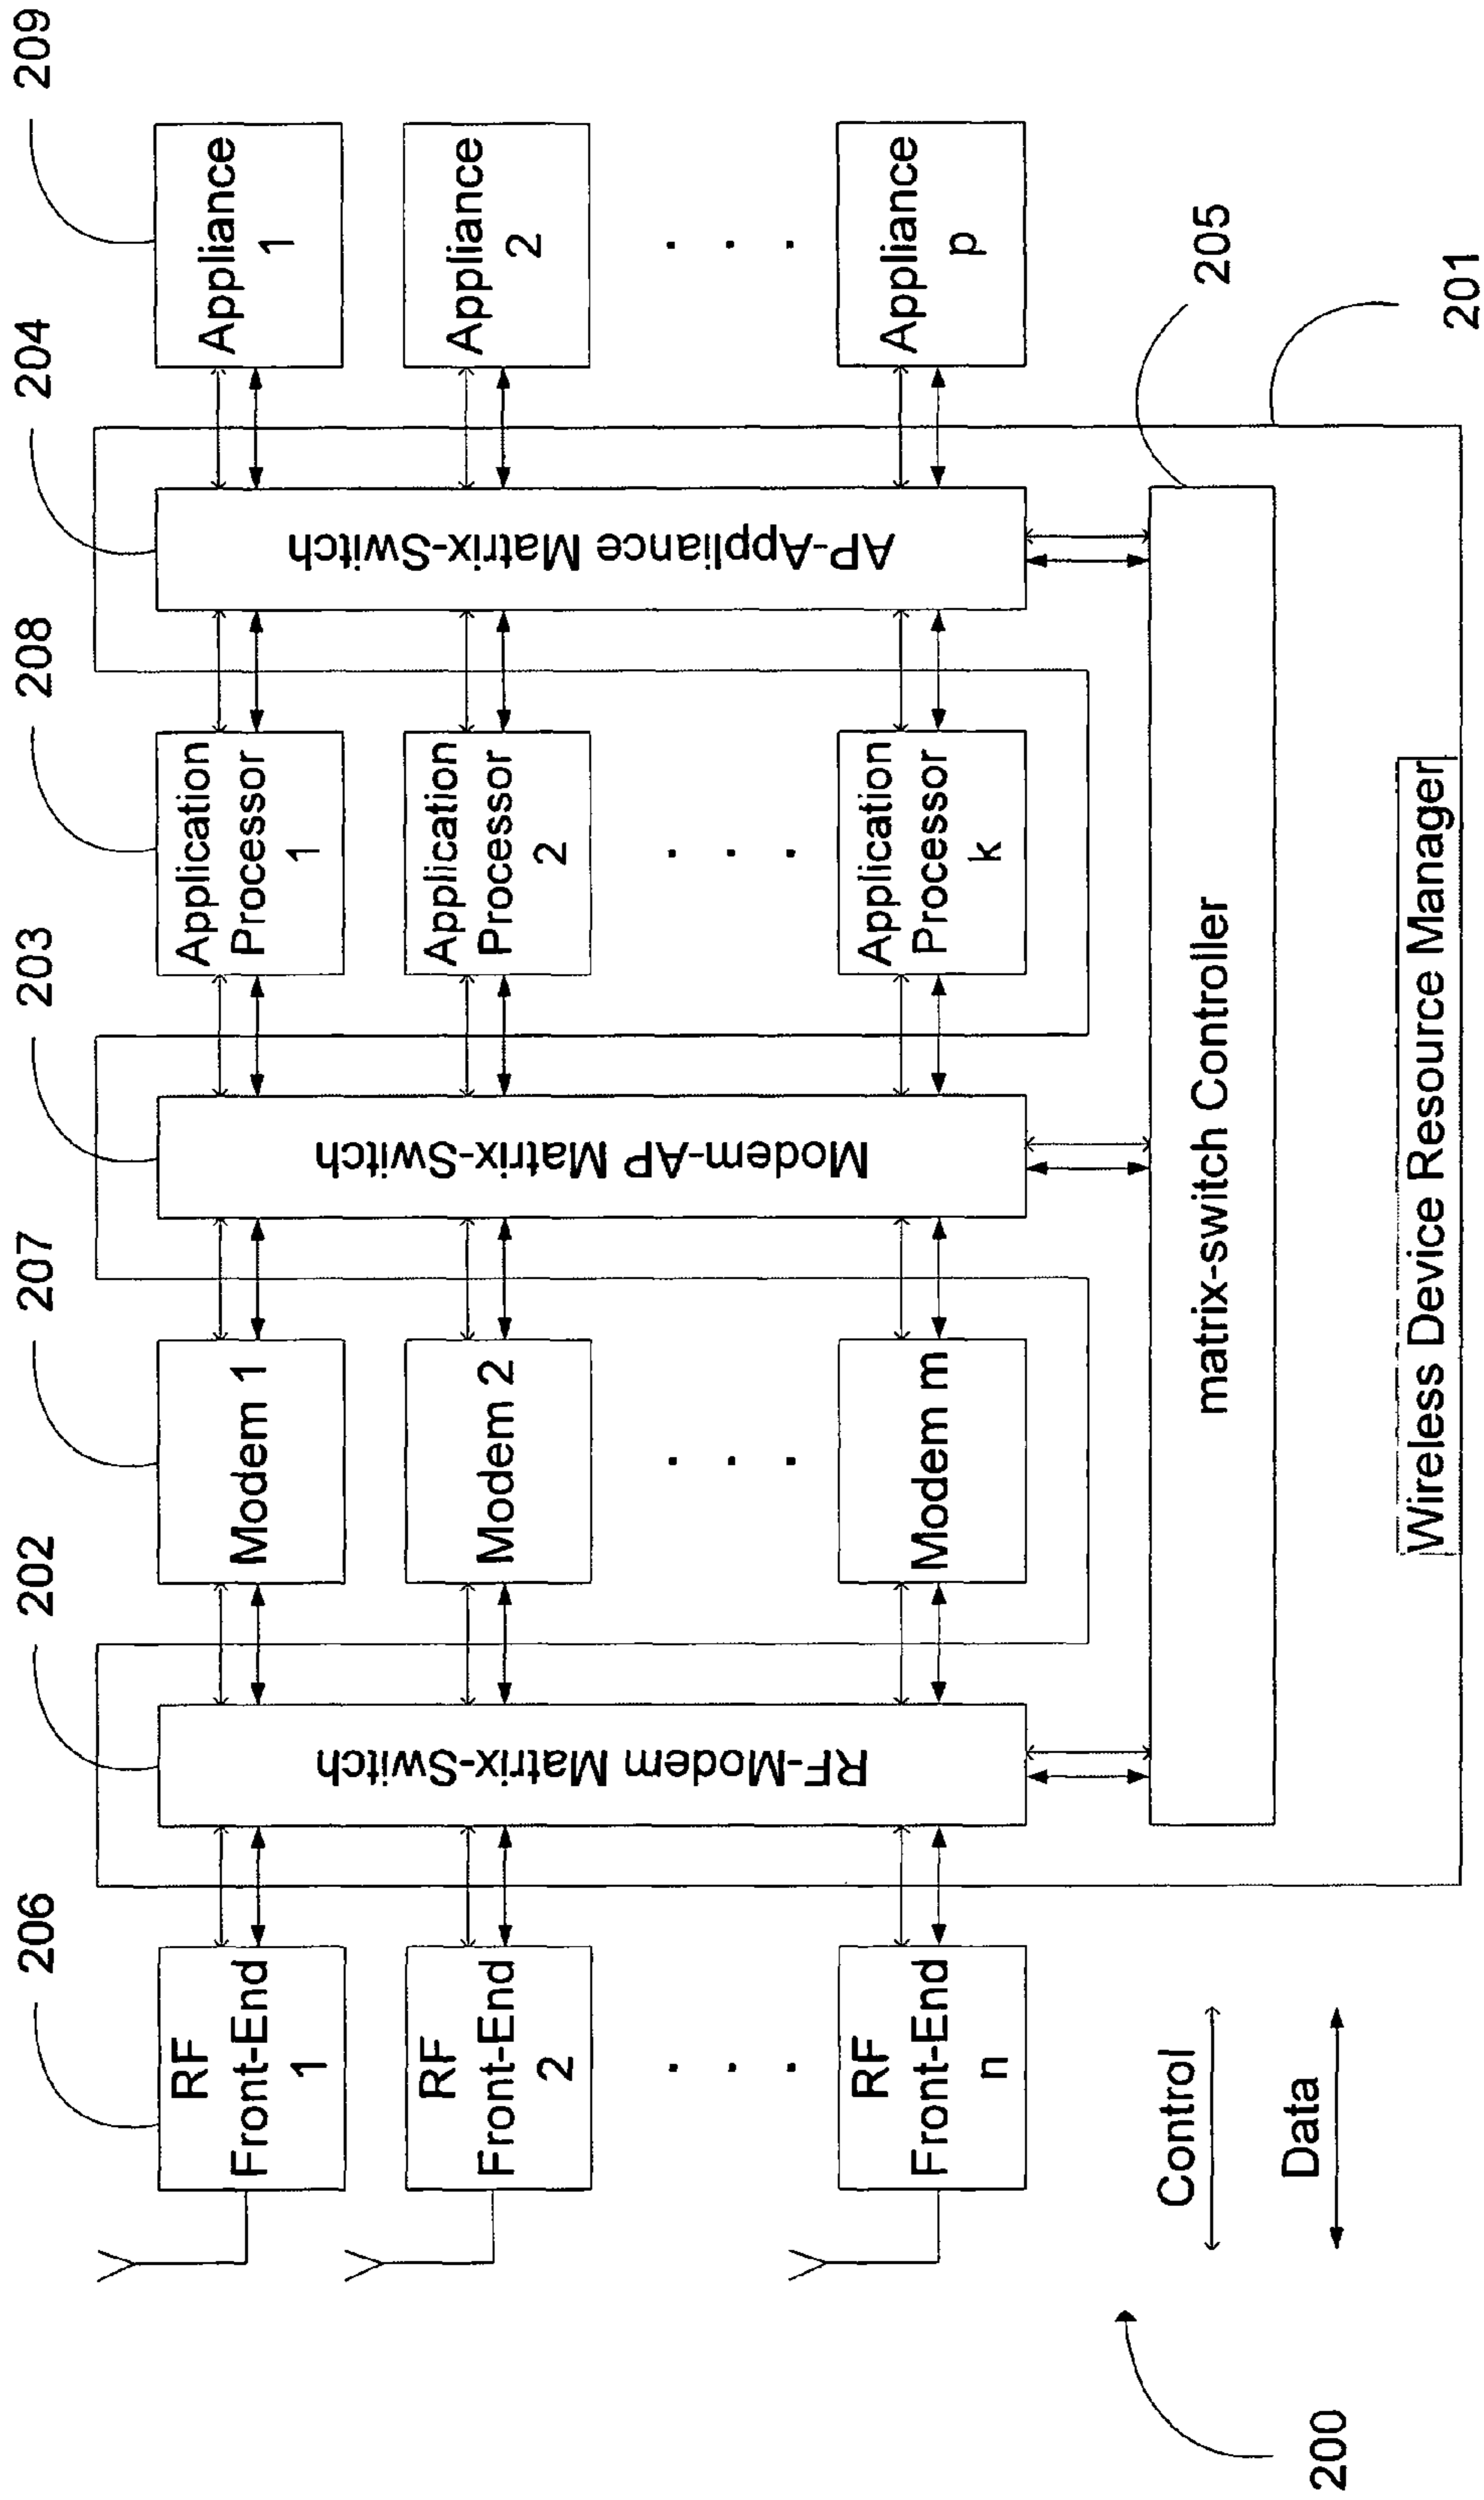 206
202
207
203
208
204
209
RF
Front-End
1
RF-Modem Matrix-Switch
Modem 1
Modem-AP Matrix-Switch
Application
Processor
1
AP-Appliance Matrix-Switch
Appliance
1
RF
Front-End
2
Modem 2
Application
Processor
2
Appliance
2
. . .
. . .
. . .
. . .
RF
Front-End
n
Modem m
Application
Processor
k
Appliance
p
Control
Data
matrix-switch Controller
205
Wireless Device Resource Manager
201
200